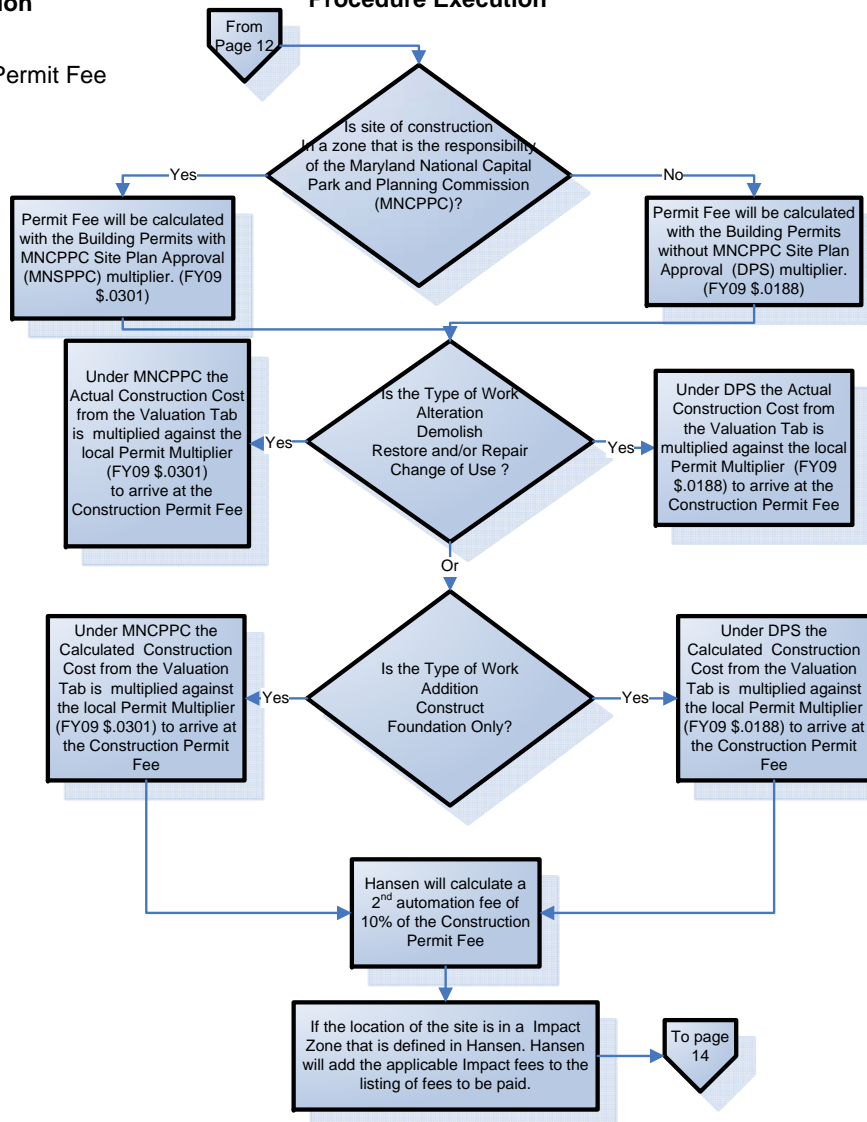 ion
Procedure Execution
Permit Fee
From
Page 12
Is site of construction
In a zone that is the responsibility
of the Maryland National Capital
Park and Planning Commission
(MNCPPC)?
Yes
No
Permit Fee will be calculated
with the Building Permits with
MNCPPC Site Plan Approval
(MNSPPC) multiplier. (FY09
$.0301)
Permit Fee will be calculated
with the Building Permits
without MNCPPC Site Plan
Approval (DPS) multiplier.
(FY09 $.0188)
Under MNCPPC the
Actual Construction Cost
from the Valuation Tab
is multiplied against the
local Permit Multiplier
(FY09 $.0301)
to arrive at the
Construction Permit Fee
Yes
Is the Type of Work
Alteration
Demolish
Restore and/or Repair
Change of Use ?
Yes
Under DPS the Actual
Construction Cost from
the Valuation Tab is
multiplied against the local
Permit Multiplier (FY09
$.0188) to arrive at the
Construction Permit Fee
Or
Under MNCPPC the
Calculated Construction
Cost from the Valuation
Tab is multiplied against
the local Permit Multiplier
(FY09 $.0301) to arrive at
the Construction Permit
Fee
Yes
Is the Type of Work
Addition
Construct
Foundation Only?
Yes
Under DPS the
Calculated Construction
Cost from the Valuation
Tab is multiplied against
the local Permit Multiplier
(FY09 $.0188) to arrive at
the Construction Permit
Fee
Hansen will calculate a
2nd automation fee of
10% of the Construction
Permit Fee
If the location of the site is in a Impact
Zone that is defined in Hansen. Hansen
will add the applicable Impact fees to the
listing of fees to be paid.
To page
14